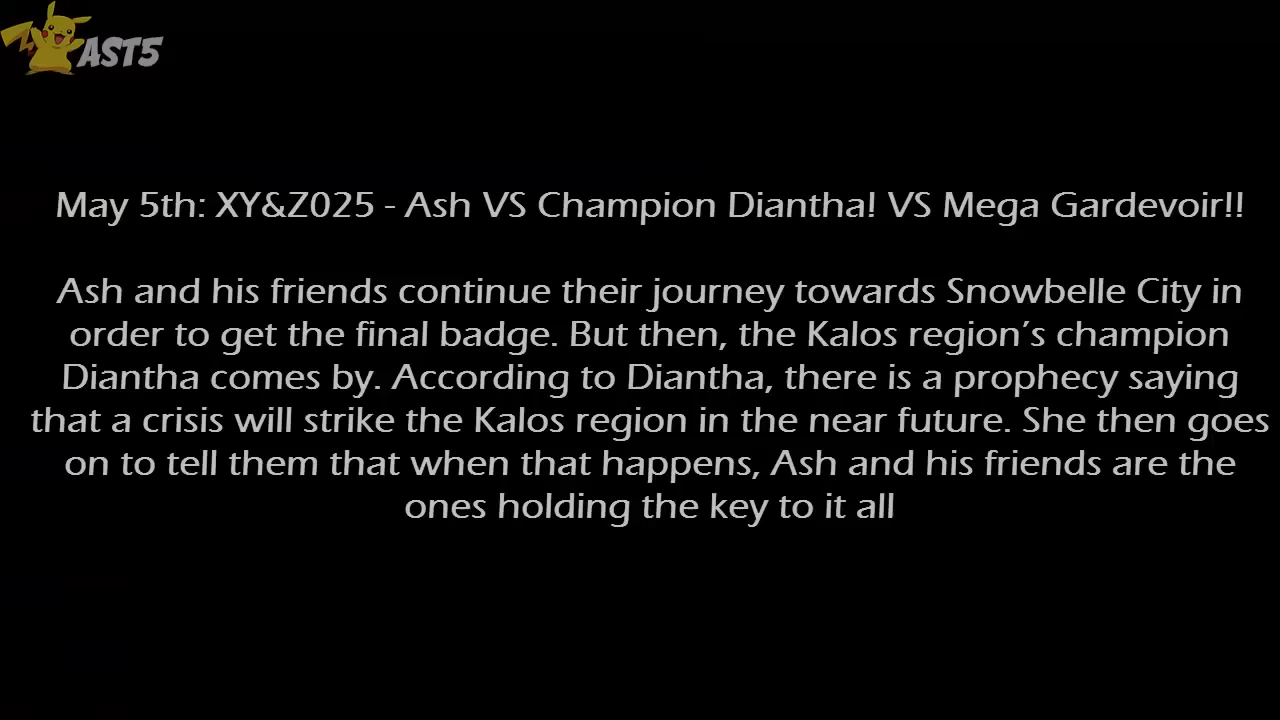 AST5
May 5th: XY&Z025 - Ash VS Champion Diantha! VS Mega Gardevoir!!
Ash and his friends continue their journey towards Snowbelle City in
order to get the final badge. But then, the Kalos region’s champion
Diantha comes by. According to Diantha, there is a prophecy saying
that a crisis will strike the Kalos region in the near future. She then goes
on to tell them that when that happens, Ash and his friends are the
ones holding the key to it all